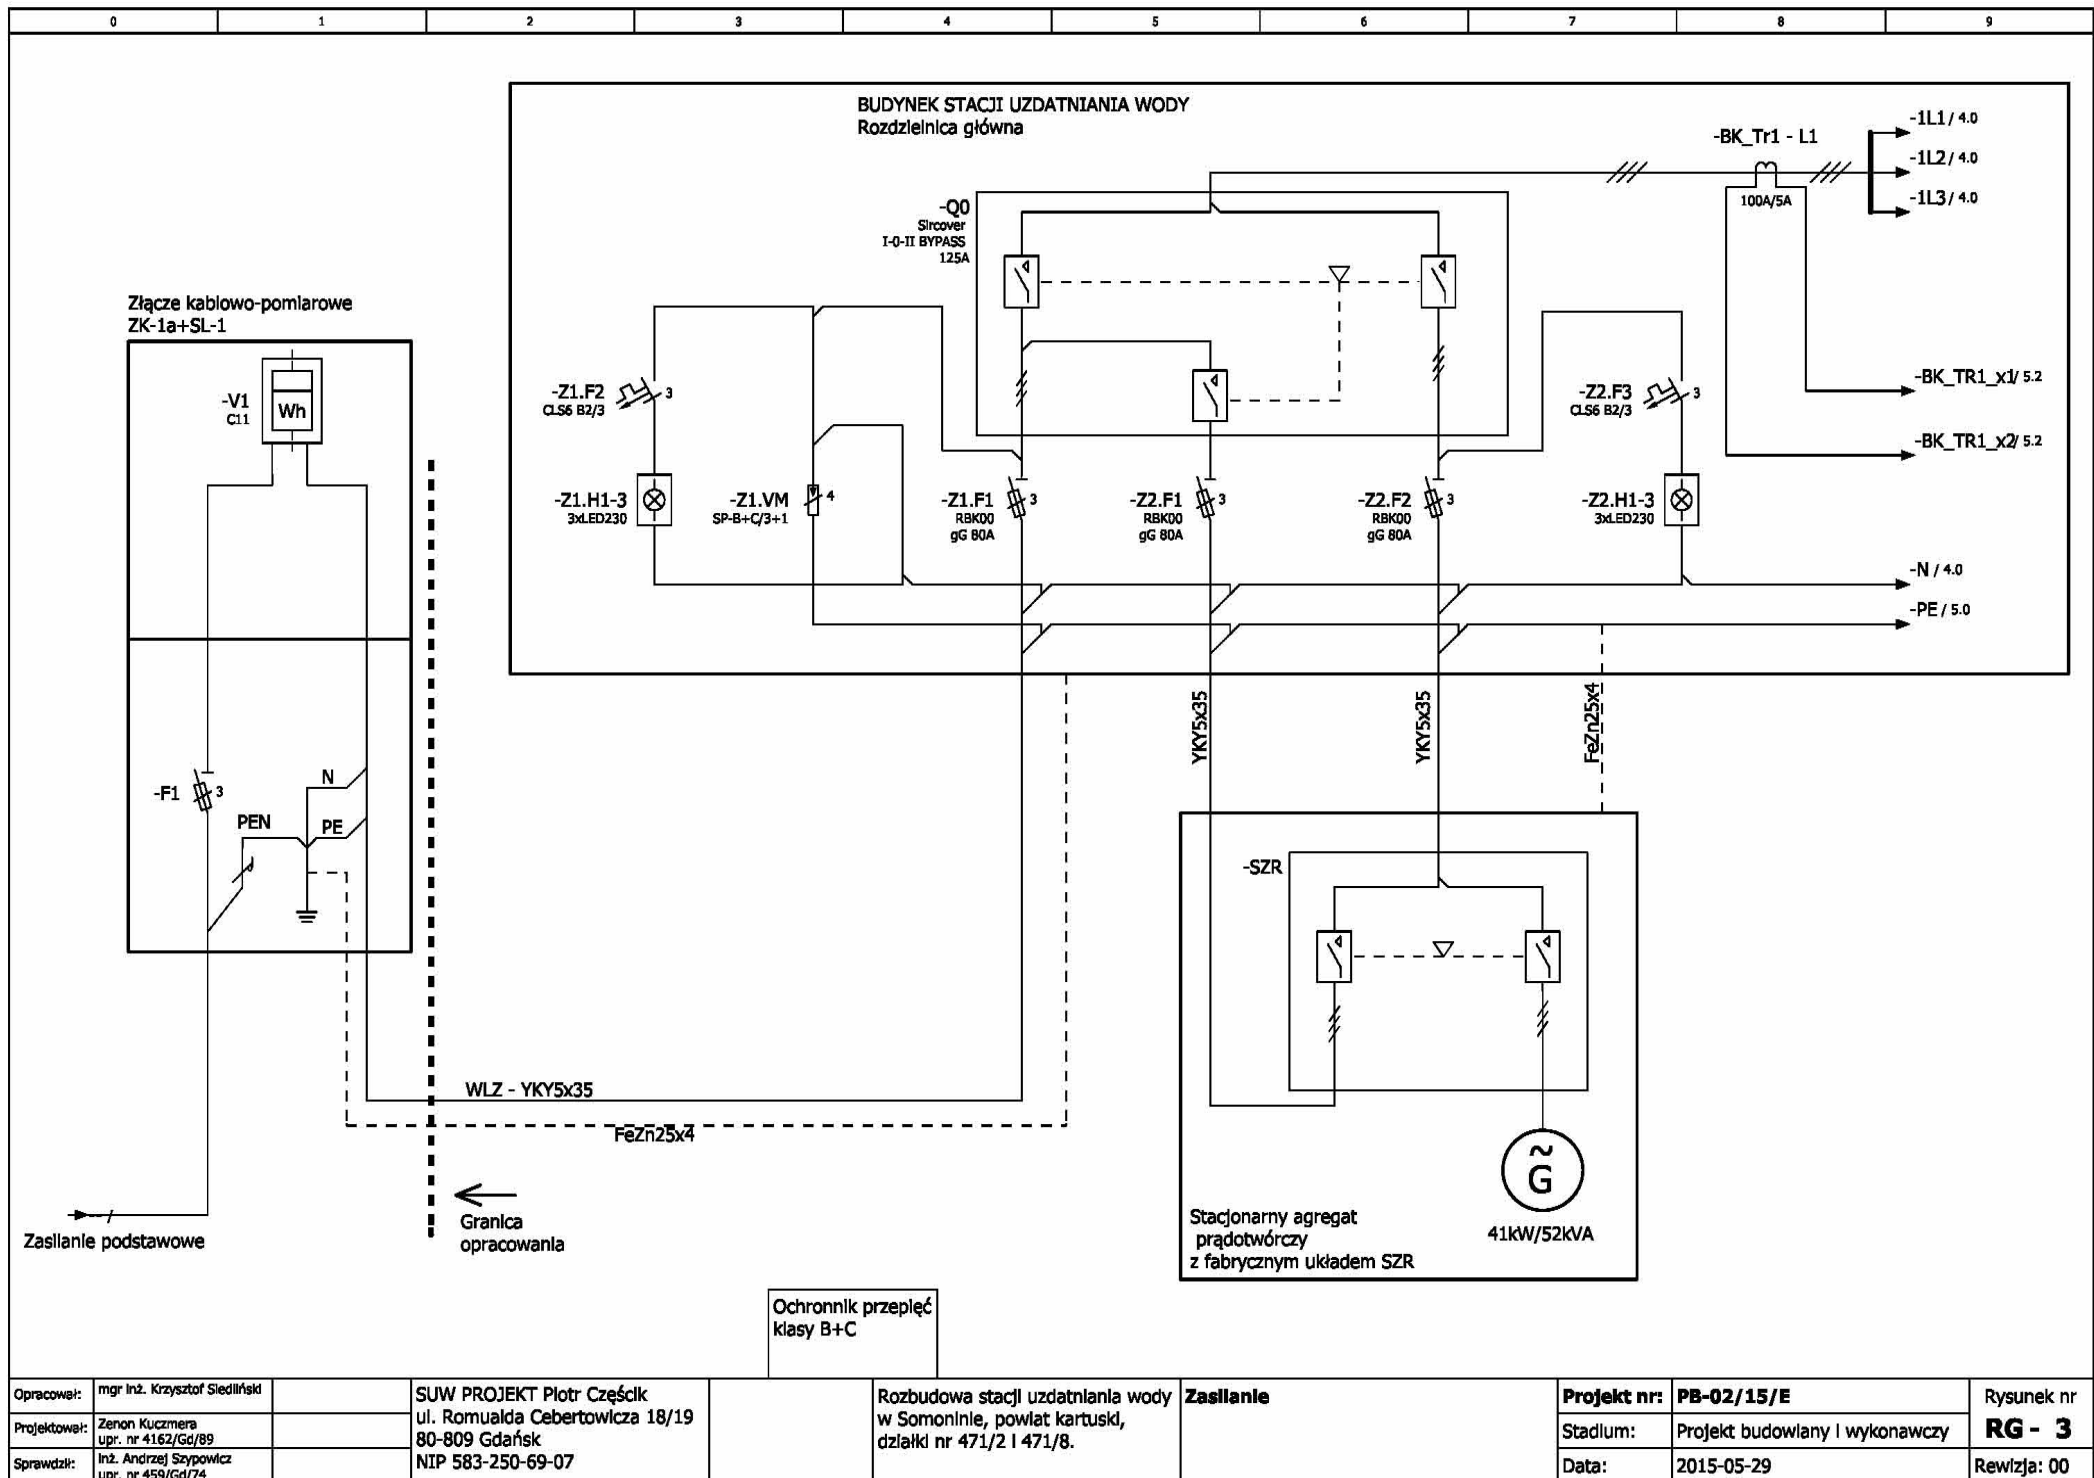 0 1 2 3 4 5 6 7 8 9
BUDYNEK STACJI UZDATNIANIA WODY
Rozdzielnica główna
-BK_Tr1 - L1
100A/5A
-1L1 / 4.0
-1L2 / 4.0
-1L3 / 4.0
-Q0
Sircover
I-0-II BYPASS
125A
Złącze kablowo-pomiarowe
ZK-1a+SL-1
-V1
C11
Wh
-Z1.F2
CLS6 B2/3
3
-Z2.F3
CLS6 B2/3
3
-BK_TR1_x1/ 5.2
-BK_TR1_x2/ 5.2
-Z1.H1-3
3xLED230
-Z1.VM
SP-B+C/3+1
4
-Z1.F1
RBK00
gG 80A
3
-Z2.F1
RBK00
gG 80A
3
-Z2.F2
RBK00
gG 80A
3
-Z2.H1-3
3xLED230
-N / 4.0
-PE / 5.0
YKY5x35
YKY5x35
FeZn25x4
-F1
3
N
PEN
PE
-SZR
WLZ - YKY5x35
FeZn25x4
G
41kW/52kVA
Granica
opracowania
Zasilanie podstawowe
Stacjonarny agregat
prądotwórczy
z fabrycznym układem SZR
Ochronnik przepięć
klasy B+C
Opracował: mgr inż. Krzysztof Siedliński
Projektował: Zenon Kuczmera
upr. nr 4162/Gd/89
Sprawdził: inż. Andrzej Szypowicz
upr. nr 459/Gd/74
SUW PROJEKT Piotr Częścik
ul. Romualda Cebertowicza 18/19
80-809 Gdańsk
NIP 583-250-69-07
Rozbudowa stacji uzdatniania wody
w Somoninie, powiat kartuski,
działki nr 471/2 i 471/8.
Zasilanie
Projekt nr: PB-02/15/E
Stadium: Projekt budowlany i wykonawczy
Data: 2015-05-29
Rysunek nr
RG - 3
Rewizja: 00